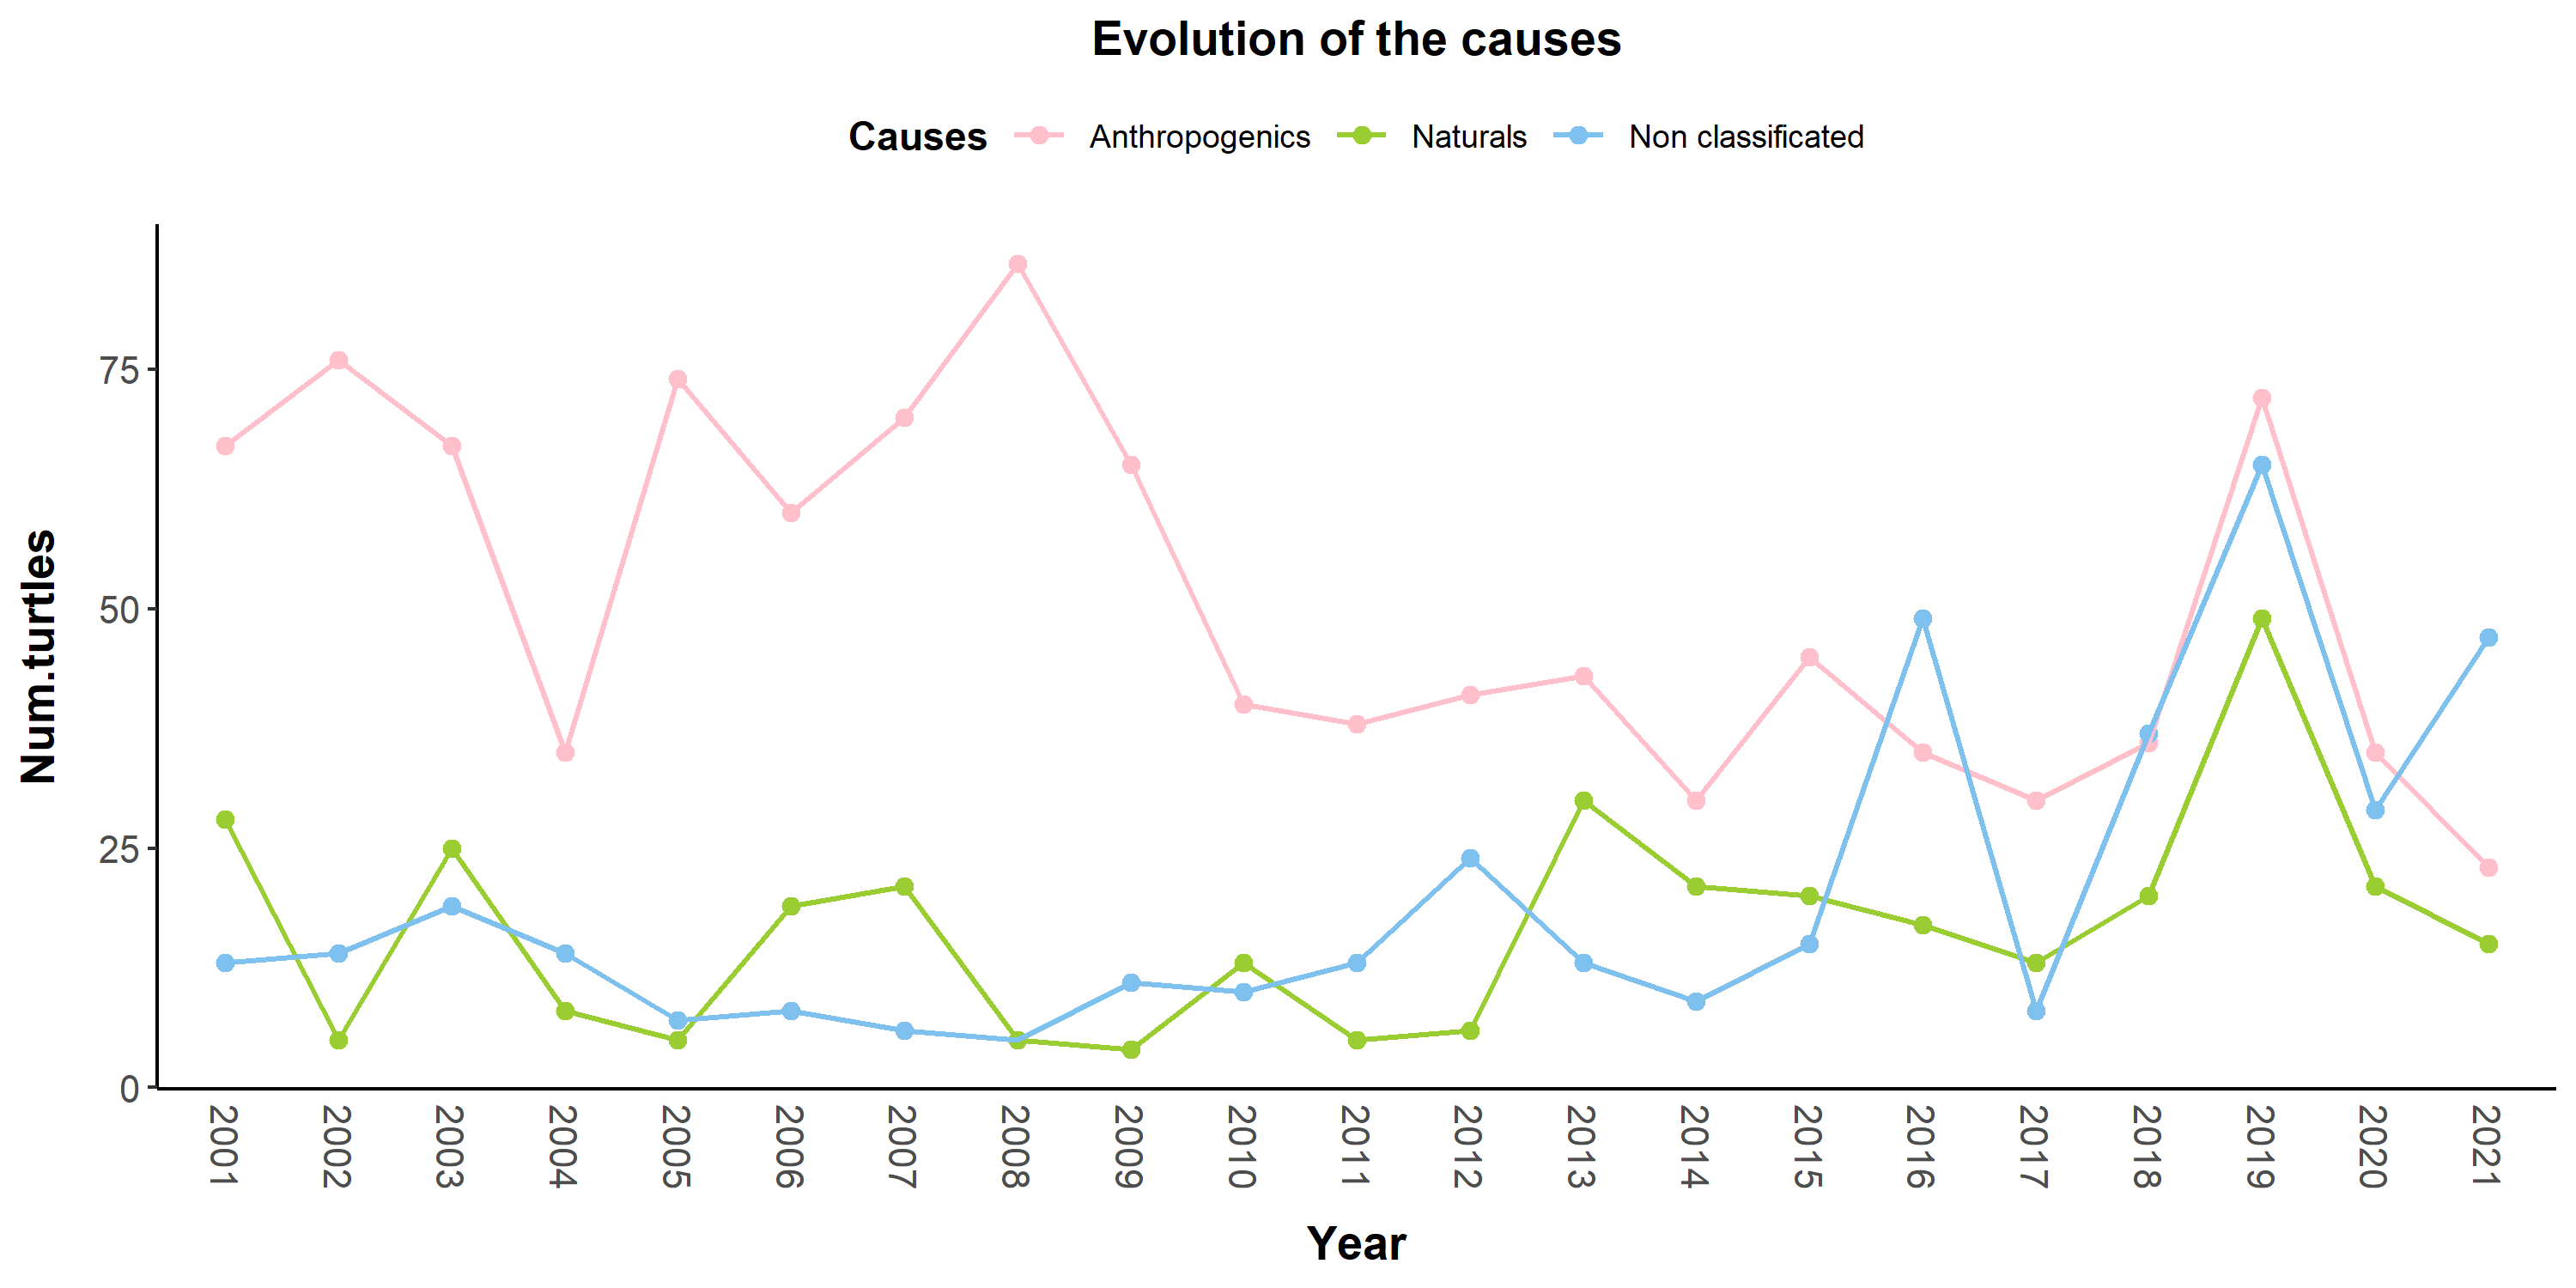 Evolution of the causes
Causes Anthropogenics Naturals Non classificated
Num.turtles
75
50
25
0
2001 2002 2003 2004 2005 2006 2007 2008 2009 2010 2011 2012 2013 2014 2015 2016 2017 2018 2019 2020 2021
Year